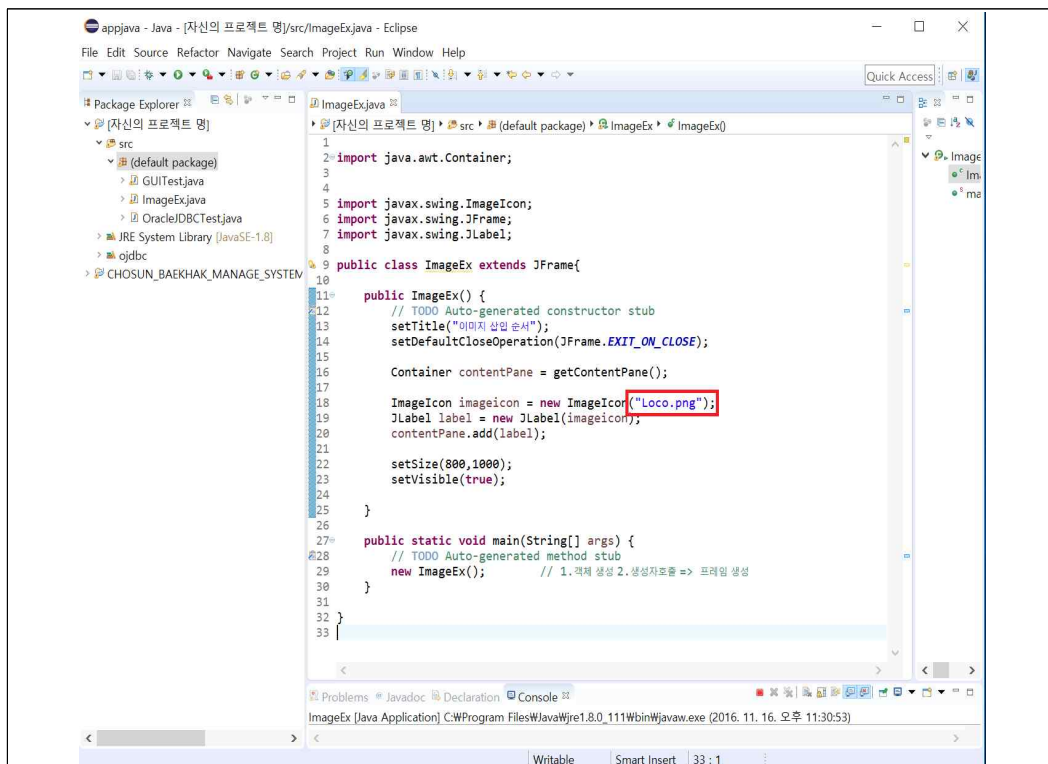 appjava - Java - [자신의 프로젝트 명]/src/ImageEx.java - Eclipse
File Edit Source Refactor Navigate Search Project Run Window Help
Quick Access
Package Explorer
ImageEx.java
[자신의 프로젝트 명]
src
(default package)
GUITest.java
ImageEx.java
OracleJDBCTest.java
JRE System Library [JavaSE-1.8]
ojdbc
CHOSUN_BAEKHAK_MANAGE_SYSTEM
[자신의 프로젝트 명] src (default package) ImageEx ImageEx()
1
2 import java.awt.Container;
3
4
5 import javax.swing.ImageIcon;
6 import javax.swing.JFrame;
7 import javax.swing.JLabel;
8
9 public class ImageEx extends JFrame{
10
11 public ImageEx() {
12 // TODO Auto-generated constructor stub
13 setTitle("이미지 삽입 순서");
14 setDefaultCloseOperation(JFrame.EXIT_ON_CLOSE);
15
16 Container contentPane = getContentPane();
17
18 ImageIcon imageicon = new ImageIcon("Loco.png");
19 JLabel label = new JLabel(imageicon);
20 contentPane.add(label);
21
22 setSize(800,1000);
23 setVisible(true);
24
25 }
26
27 public static void main(String[] args) {
28 // TODO Auto-generated method stub
29 new ImageEx(); // 1.객체 생성 2.생성자호출 => 프레임 생성
30 }
31
32 }
33
Image
Im
ma
Problems Javadoc Declaration Console
ImageEx [Java Application] C:₩Program Files₩Java₩jre1.8.0_111₩bin₩javaw.exe (2016. 11. 16. 오후 11:30:53)
Writable Smart Insert 33 : 1